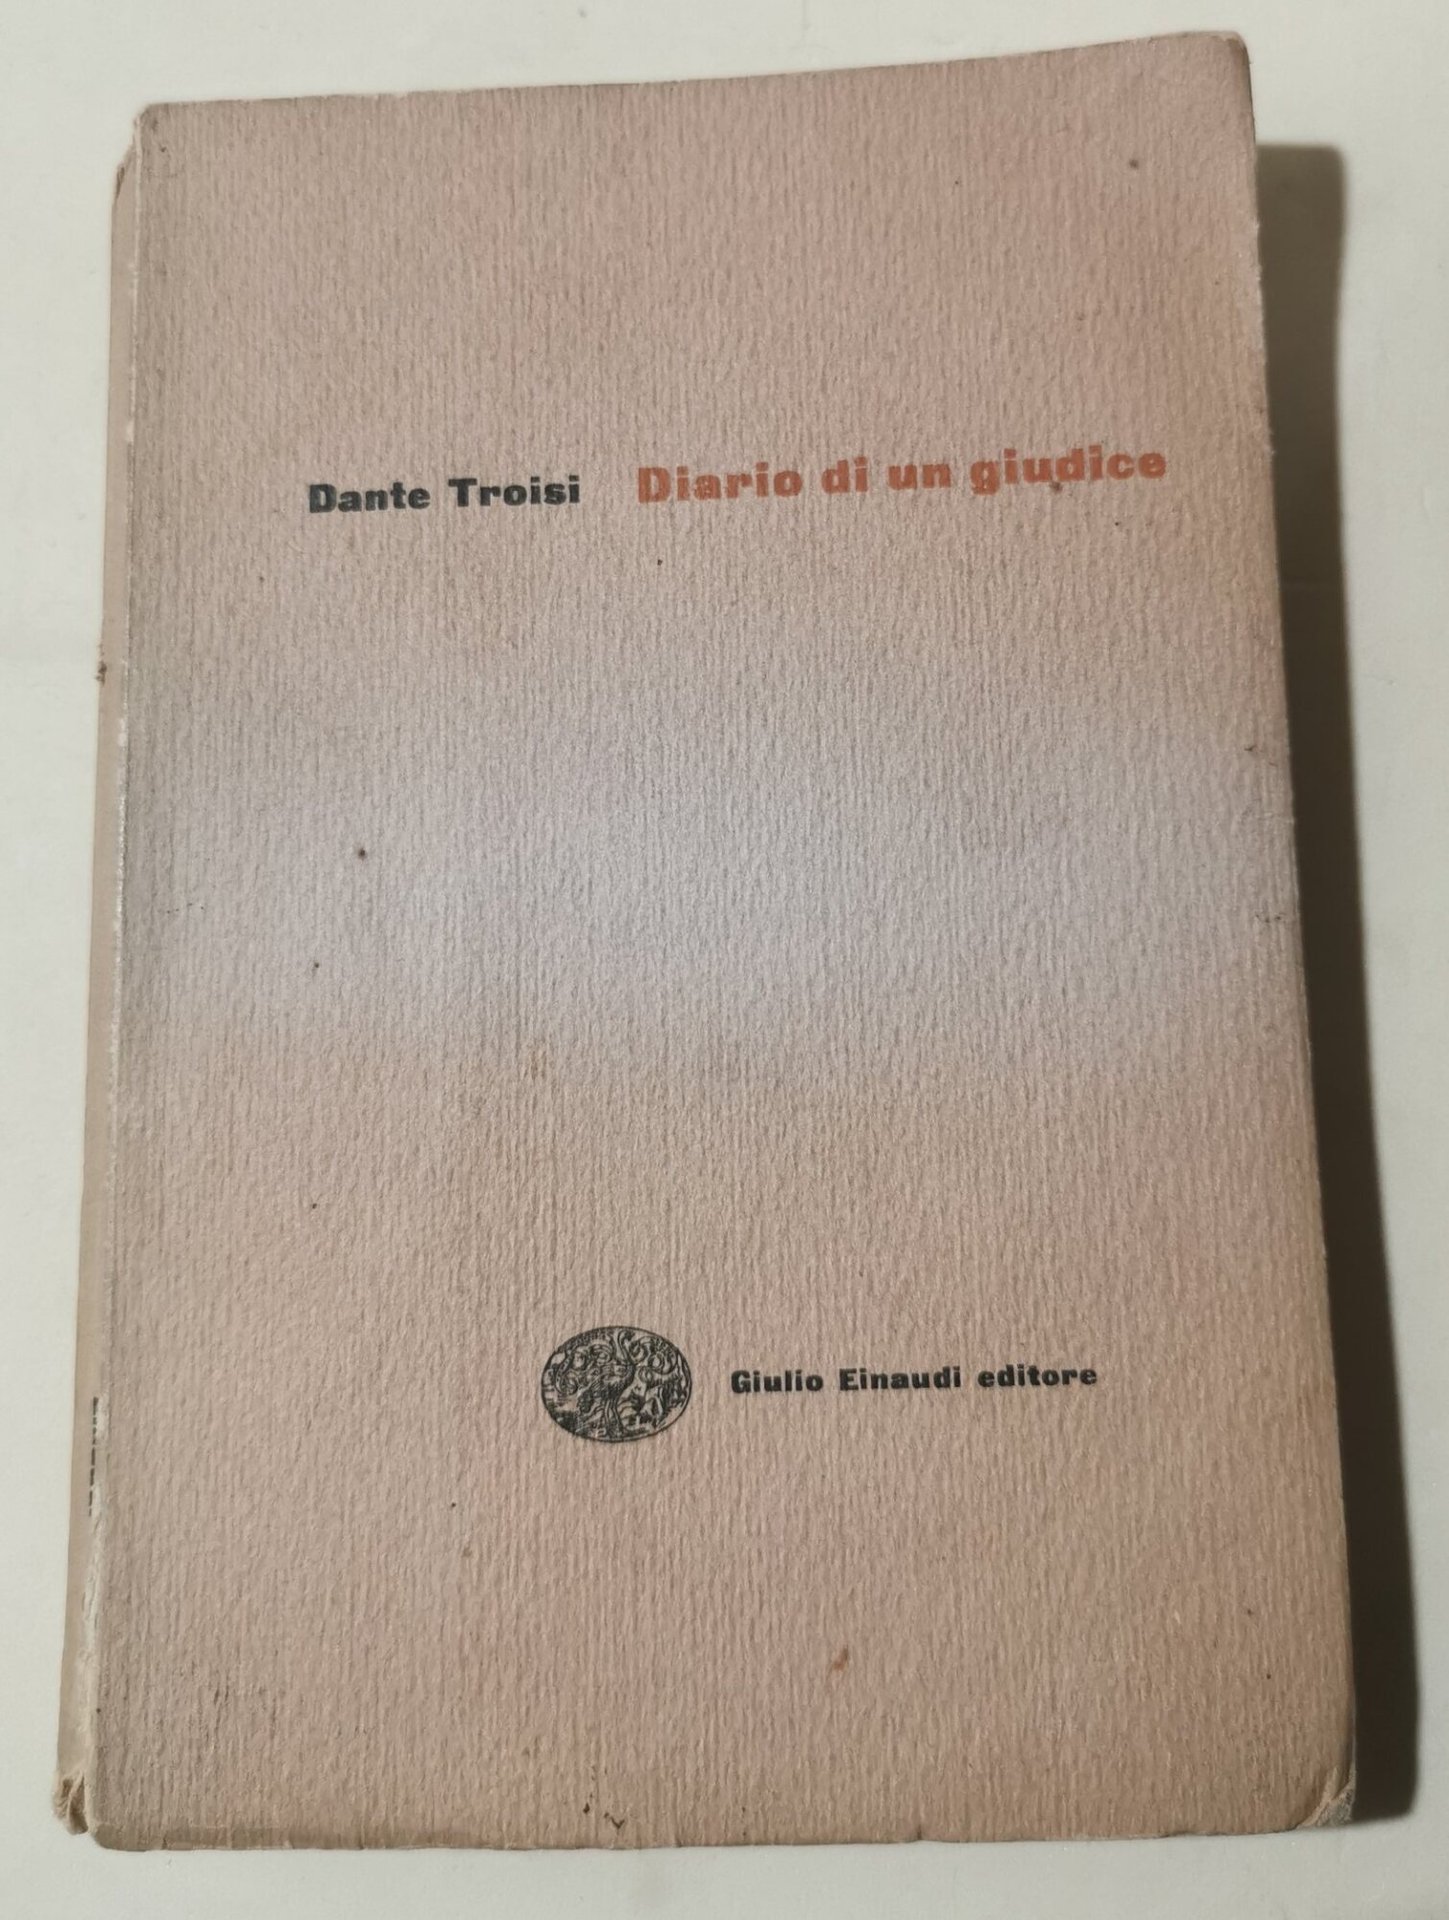 Dante Troisi Diario di un giudice
Giulio Einaudi editore